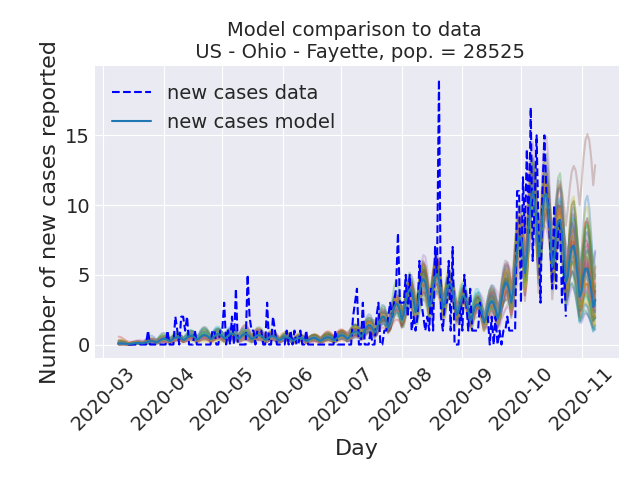 Model comparison to data
US - Ohio - Fayette, pop. = 28525
new cases data
new cases model
Number of new cases reported
15
10
5
0
2020-03
2020-04
2020-05
2020-06
2020-07
2020-08
2020-09
2020-10
2020-11
Day